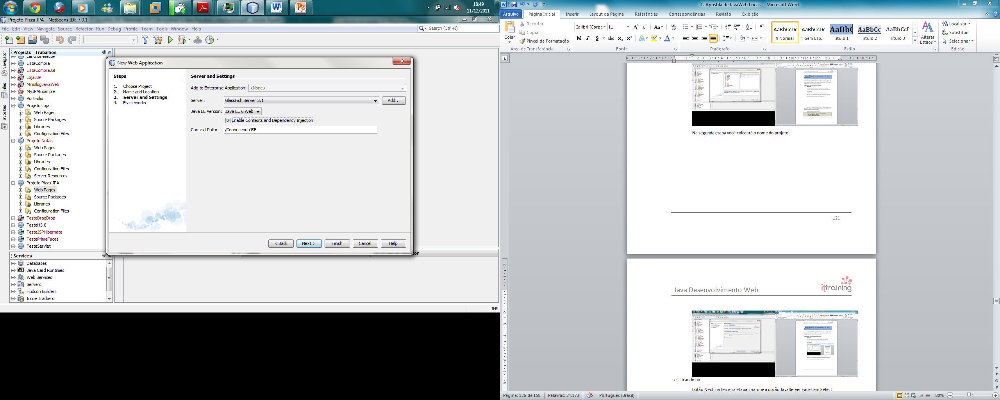 18:49
11/12/2011
Projeto Pizza JPA - NetBeans IDE 7.0.1
File Edit View Navigate Source Refactor Run Debug Profile Team Tools Window Help
Search (Ctrl+I)
Navigator
Files
Favorites
Projects - Trabalhos
LanchoneteJSF
ListaCompra
ListaCompraJSF
LojaJSP
MiniBlogJavaWeb
MyJPAExample
PortFolio
Projeto Loja
Web Pages
Source Packages
Libraries
Configuration Files
Projeto Notas
Web Pages
Source Packages
Libraries
Configuration Files
Server Resources
Projeto Pizza JPA
Web Pages
Source Packages
Libraries
Configuration Files
TesteDragDrop
TesteH3.0
TesteJSPHibernate
TestePrimeFaces
TesteServlet
Services
Databases
Java Card Runtimes
Web Services
Servers
Hudson Builders
Issue Trackers
INS
New Web Application
Steps
1. Choose Project
2. Name and Location
3. Server and Settings
4. Frameworks
Server and Settings
Add to Enterprise Application: <None>
Server: GlassFish Server 3.1 Add...
Java EE Version: Java EE 6 Web
Enable Contexts and Dependency Injection
Context Path: /ConhecendoJSF
< Back Next > Finish Cancel Help
1. Apostila de JavaWeb Lucas - Microsoft Word
Arquivo Página Inicial Inserir Layout da Página Referências Correspondências Revisão Exibição
Colar
Recortar
Copiar
Pincel de Formatação
Área de Transferência
Calibri (Corpo 11
N I S abc x₂ x²
Fonte
Parágrafo
AaBbCcDc AaBbCcDc AaBbC AaBbCc AaBbCcI
¶ Normal ¶ Sem Esp... Título 1 Título 2 Título 3
Alterar Estilos
Estilo
Localizar
Substituir
Selecionar
Edição
Na segunda etapa você colocará o nome do projeto
121
Java Desenvolvimento Web
ittraining
e, clicando no
botão Next, na terceira etapa, marque a opção JavaServer Faces em Select
Página: 126 de 158 Palavras: 24.173 Português (Brasil) 80%